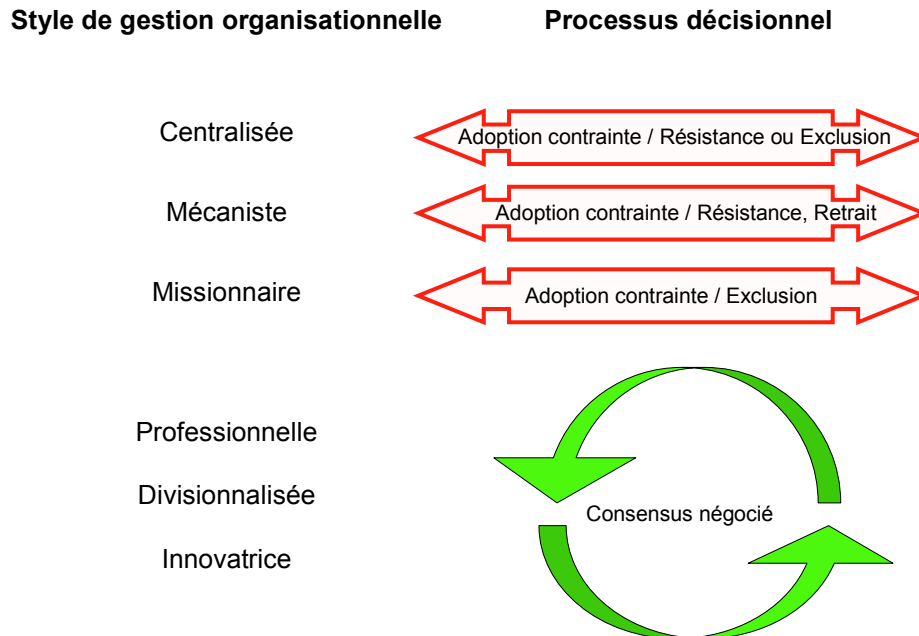 Style de gestion organisationnelle
Processus décisionnel
Centralisée
Adoption contrainte / Résistance ou Exclusion
Mécaniste
Adoption contrainte / Résistance, Retrait
Missionnaire
Adoption contrainte / Exclusion
Professionnelle
Divisionnalisée
Consensus négocié
Innovatrice